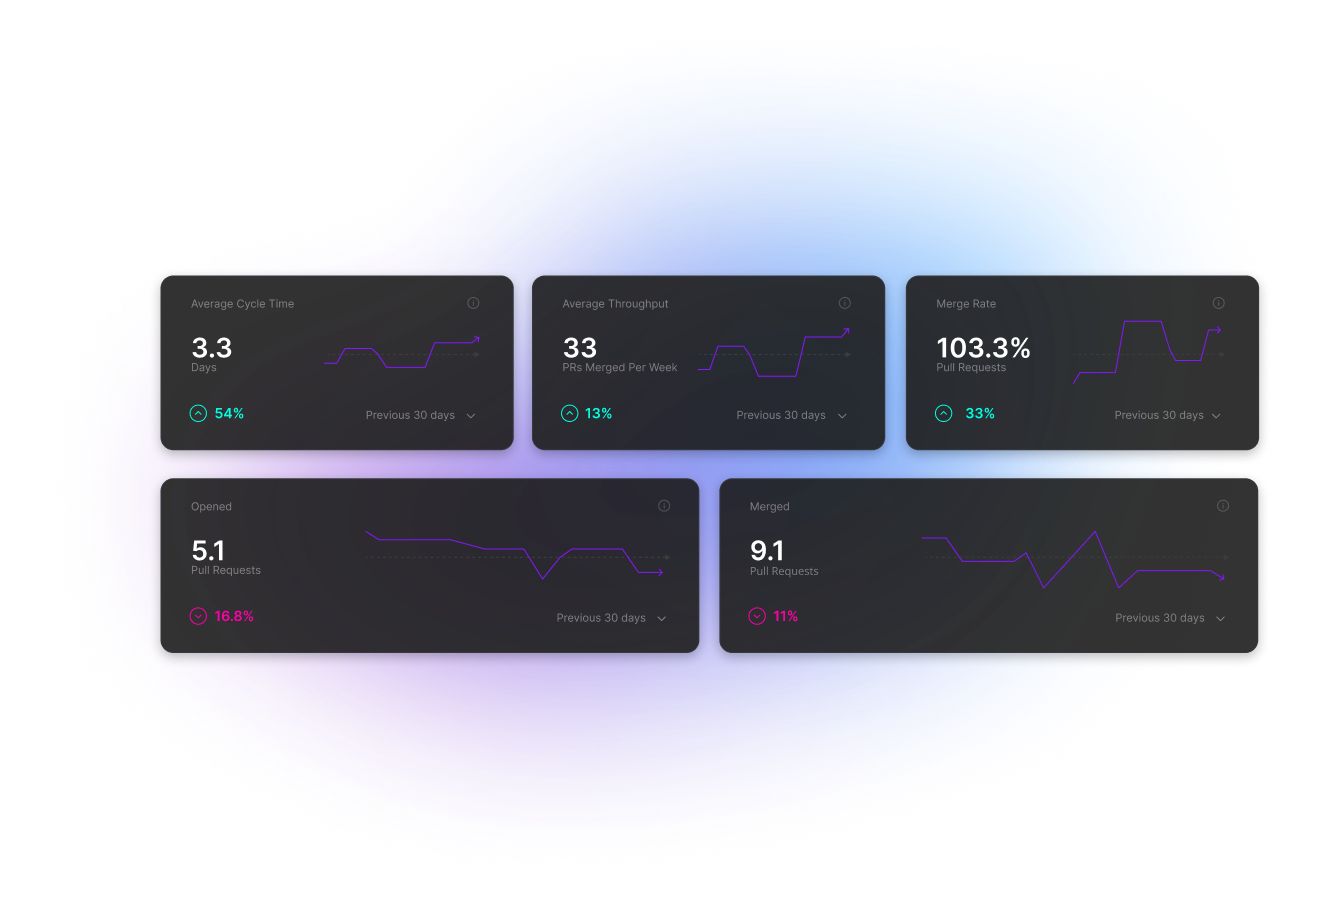 Average Cycle Time
3.3
Days
54%
Previous 30 days
Average Throughput
33
PRs Merged Per Week
13%
Previous 30 days
Merge Rate
103.3%
Pull Requests
33%
Previous 30 days
Opened
5.1
Pull Requests
16.8%
Previous 30 days
Merged
9.1
Pull Requests
11%
Previous 30 days